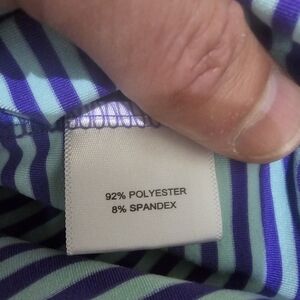 92% POLYESTER
8% SPANDEX